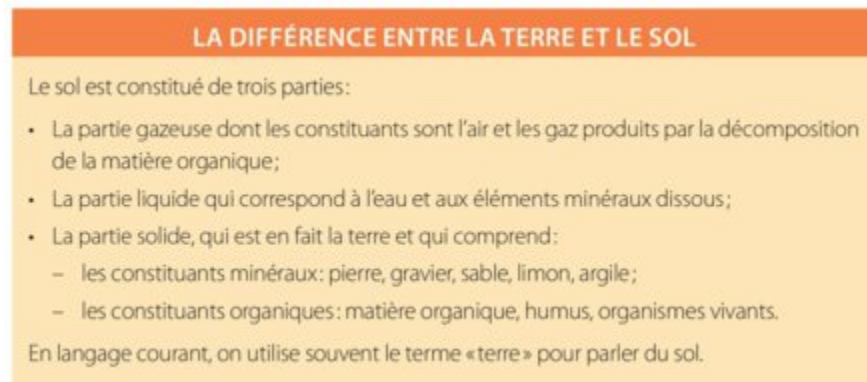 LA DIFFÉRENCE ENTRE LA TERRE ET LE SOL
Le sol est constitué de trois parties:
• La partie gazeuse dont les constituants sont l'air et les gaz produits par la décomposition
de la matière organique;
• La partie liquide qui correspond à l'eau et aux éléments minéraux dissous;
• La partie solide, qui est en fait la terre et qui comprend:
– les constituants minéraux: pierre, gravier, sable, limon, argile;
– les constituants organiques: matière organique, humus, organismes vivants.
En langage courant, on utilise souvent le terme «terre» pour parler du sol.